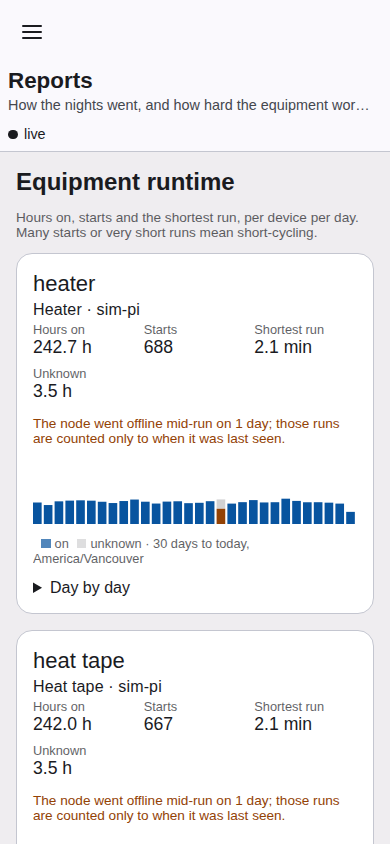 Reports
How the nights went, and how hard the equipment wor…
live
Equipment runtime
Hours on, starts and the shortest run, per device per day.
Many starts or very short runs mean short-cycling.
heater
Heater · sim-pi
Hours on Starts Shortest run
242.7 h 688 2.1 min
Unknown
3.5 h
The node went offline mid-run on 1 day; those runs
are counted only to when it was last seen.
on unknown · 30 days to today,
America/Vancouver
Day by day
heat tape
Heat tape · sim-pi
Hours on Starts Shortest run
242.0 h 667 2.1 min
Unknown
3.5 h
The node went offline mid-run on 1 day; those runs
are counted only to when it was last seen.